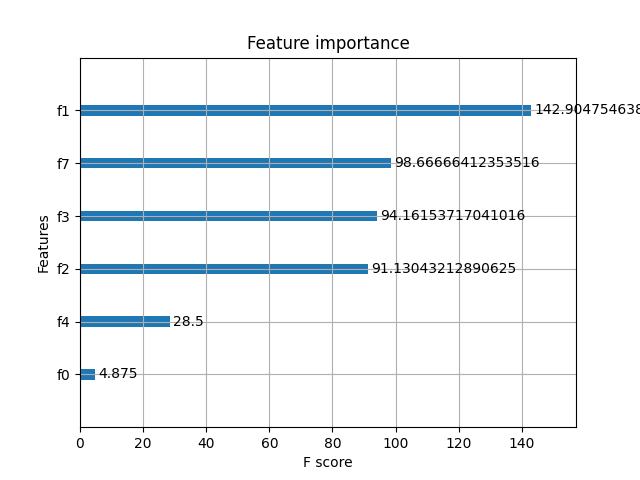 Feature importance
f1
142.904754638
f7
98.66666412353516
f3
94.16153717041016
f2
91.13043212890625
f4
28.5
f0
4.875
Features
0 20 40 60 80 100 120 140
F score